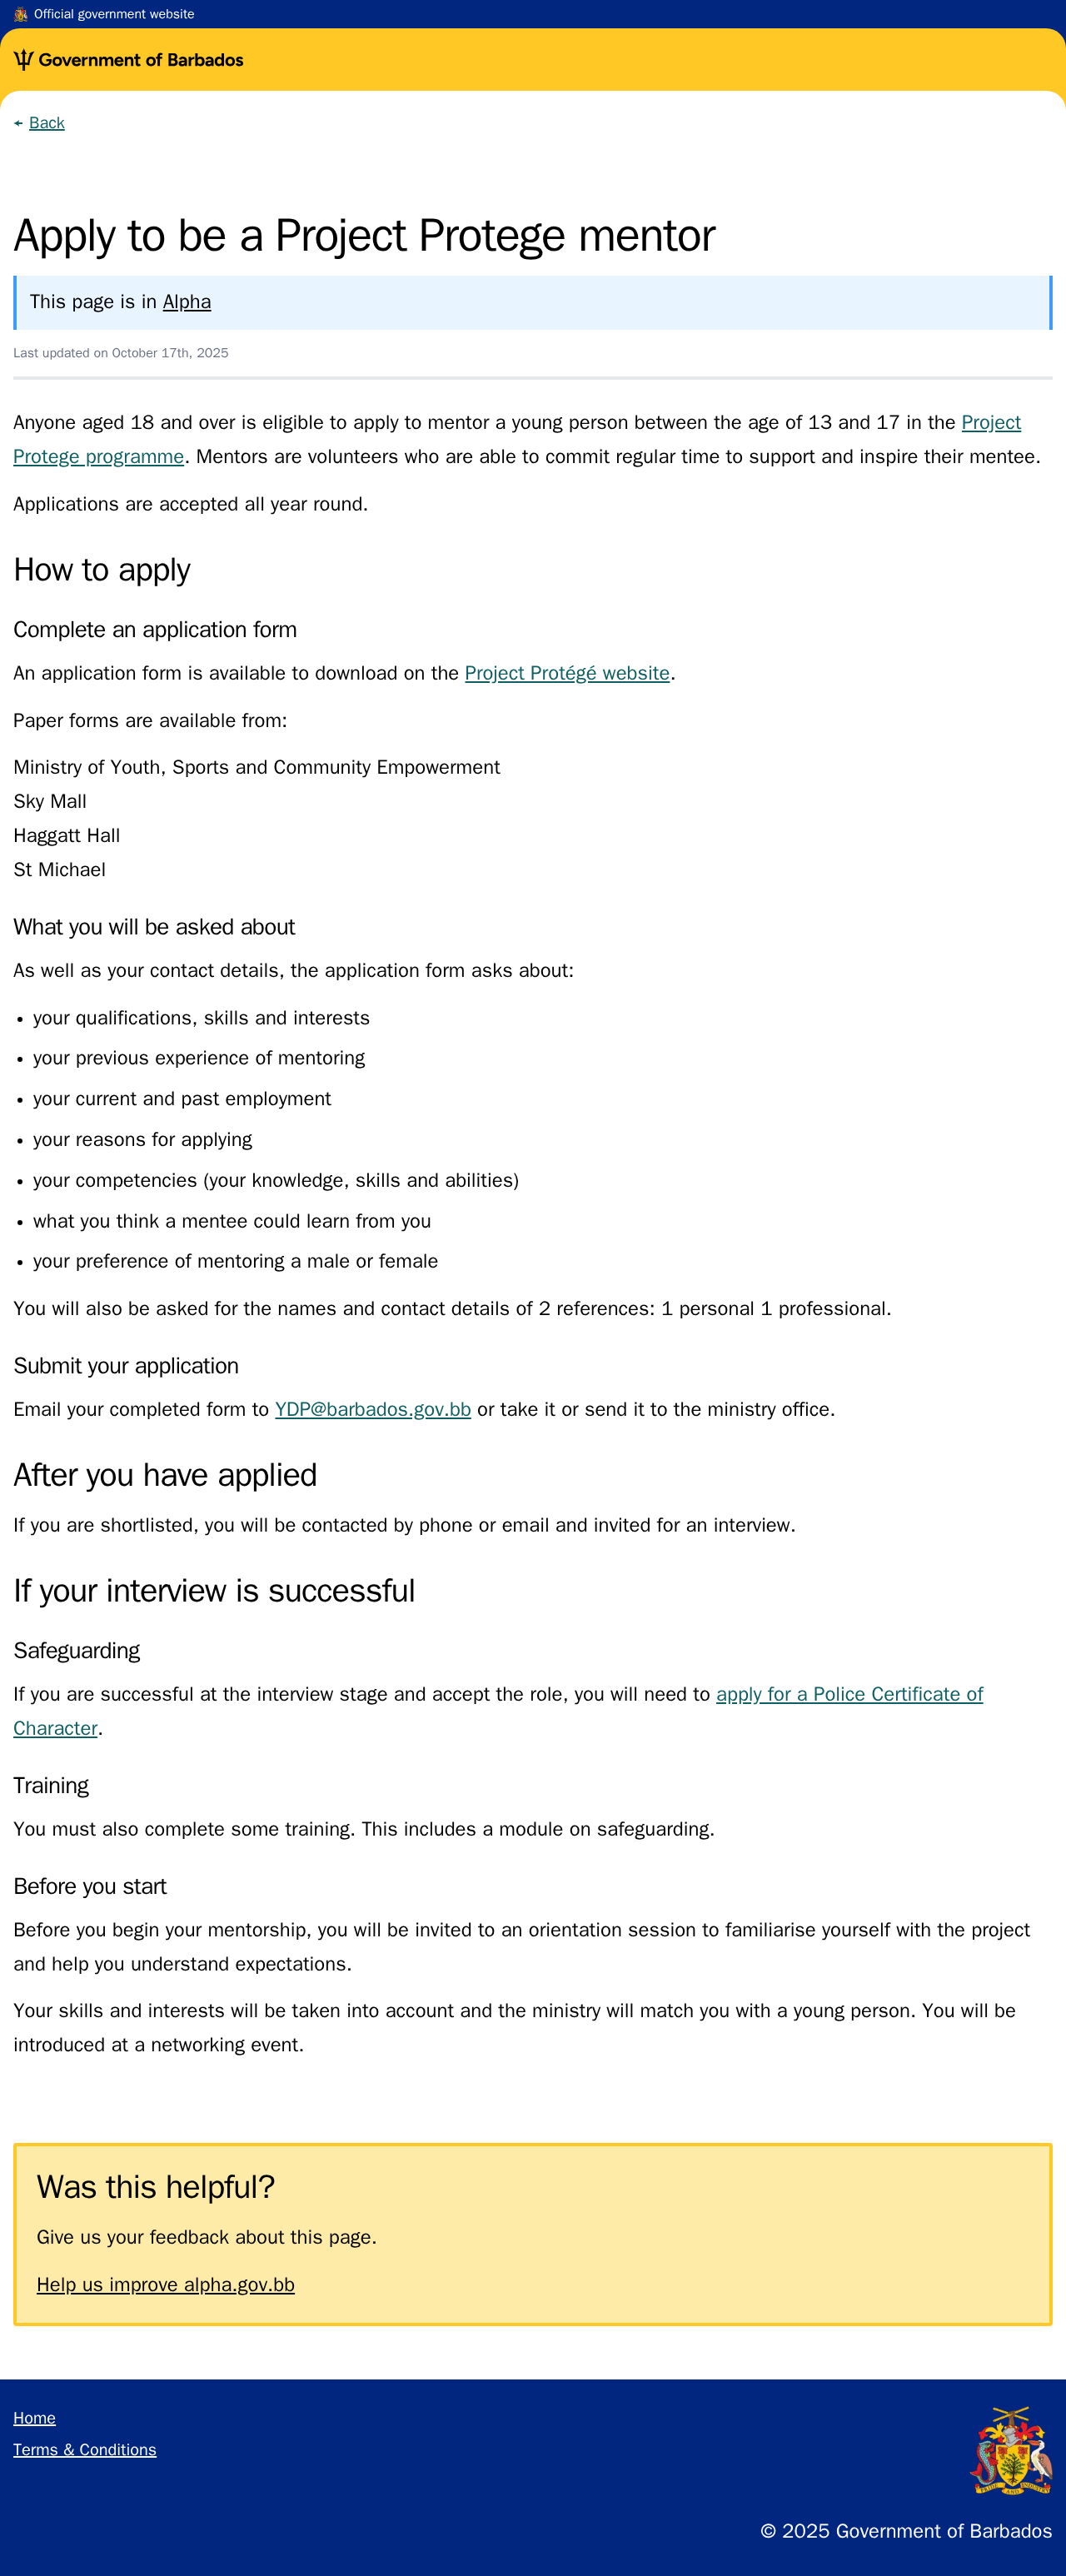 Official government website
Government of Barbados
← Back
Apply to be a Project Protege mentor
This page is in Alpha
Last updated on October 17th, 2025
Anyone aged 18 and over is eligible to apply to mentor a young person between the age of 13 and 17 in the Project
Protege programme. Mentors are volunteers who are able to commit regular time to support and inspire their mentee.
Applications are accepted all year round.
How to apply
Complete an application form
An application form is available to download on the Project Protégé website.
Paper forms are available from:
Ministry of Youth, Sports and Community Empowerment
Sky Mall
Haggatt Hall
St Michael
What you will be asked about
As well as your contact details, the application form asks about:
• your qualifications, skills and interests
• your previous experience of mentoring
• your current and past employment
• your reasons for applying
• your competencies (your knowledge, skills and abilities)
• what you think a mentee could learn from you
• your preference of mentoring a male or female
You will also be asked for the names and contact details of 2 references: 1 personal 1 professional.
Submit your application
Email your completed form to YDP@barbados.gov.bb or take it or send it to the ministry office.
After you have applied
If you are shortlisted, you will be contacted by phone or email and invited for an interview.
If your interview is successful
Safeguarding
If you are successful at the interview stage and accept the role, you will need to apply for a Police Certificate of
Character.
Training
You must also complete some training. This includes a module on safeguarding.
Before you start
Before you begin your mentorship, you will be invited to an orientation session to familiarise yourself with the project
and help you understand expectations.
Your skills and interests will be taken into account and the ministry will match you with a young person. You will be
introduced at a networking event.
Was this helpful?
Give us your feedback about this page.
Help us improve alpha.gov.bb
Home
Terms & Conditions
PRIDE AND INDUSTRY
© 2025 Government of Barbados